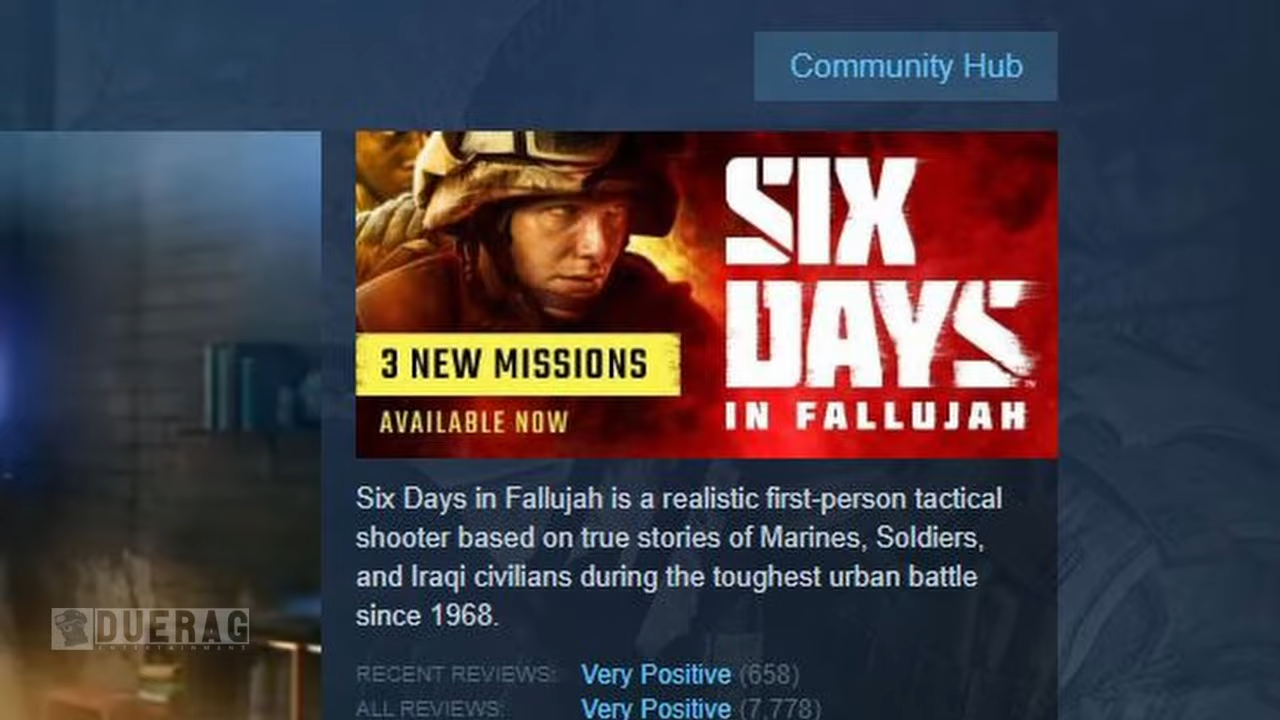 Community Hub
SIX
DAYS
IN FALLUJAH
3 NEW MISSIONS
AVAILABLE NOW
Six Days in Fallujah is a realistic first-person tactical
shooter based on true stories of Marines, Soldiers,
and Iraqi civilians during the toughest urban battle
since 1968.
RECENT REVIEWS: Very Positive (658)
ALL REVIEWS: Very Positive (7,778)
DUERAG
ENTERTAINMENT